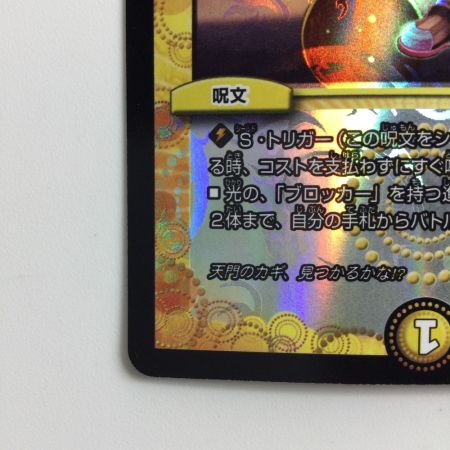 呪文
S・トリガー(この呪文をシ
る時、コストを支払わずにすぐ
■光の、「ブロッカー」を持つ進
2体まで、自分の手札からバトル
天門のカギ、見つかるかな!?
1